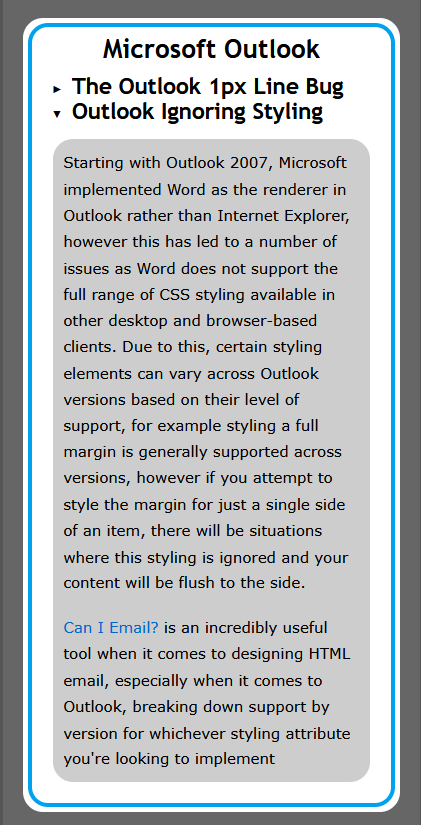 Microsoft Outlook
The Outlook 1px Line Bug
Outlook Ignoring Styling
Starting with Outlook 2007, Microsoft
implemented Word as the renderer in
Outlook rather than Internet Explorer,
however this has led to a number of
issues as Word does not support the
full range of CSS styling available in
other desktop and browser-based
clients. Due to this, certain styling
elements can vary across Outlook
versions based on their level of
support, for example styling a full
margin is generally supported across
versions, however if you attempt to
style the margin for just a single side
of an item, there will be situations
where this styling is ignored and your
content will be flush to the side.
Can I Email? is an incredibly useful
tool when it comes to designing HTML
email, especially when it comes to
Outlook, breaking down support by
version for whichever styling attribute
you're looking to implement